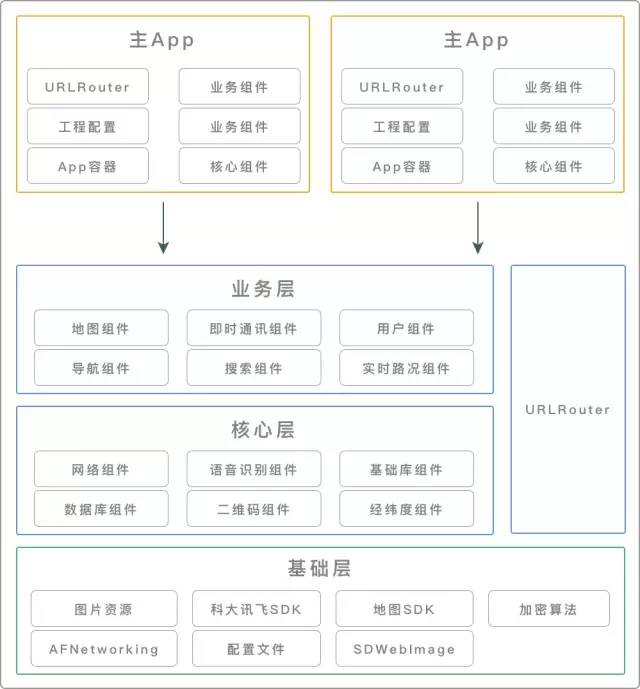 主App
主App
URLRouter
业务组件
URLRouter
业务组件
工程配置
业务组件
工程配置
业务组件
App容器
核心组件
App容器
核心组件
业务层
地图组件
即时通讯组件
用户组件
导航组件
搜索组件
实时路况组件
URLRouter
核心层
网络组件
语音识别组件
基础库组件
数据库组件
二维码组件
经纬度组件
基础层
图片资源
科大讯飞SDK
地图SDK
加密算法
AFNetworking
配置文件
SDWebImage